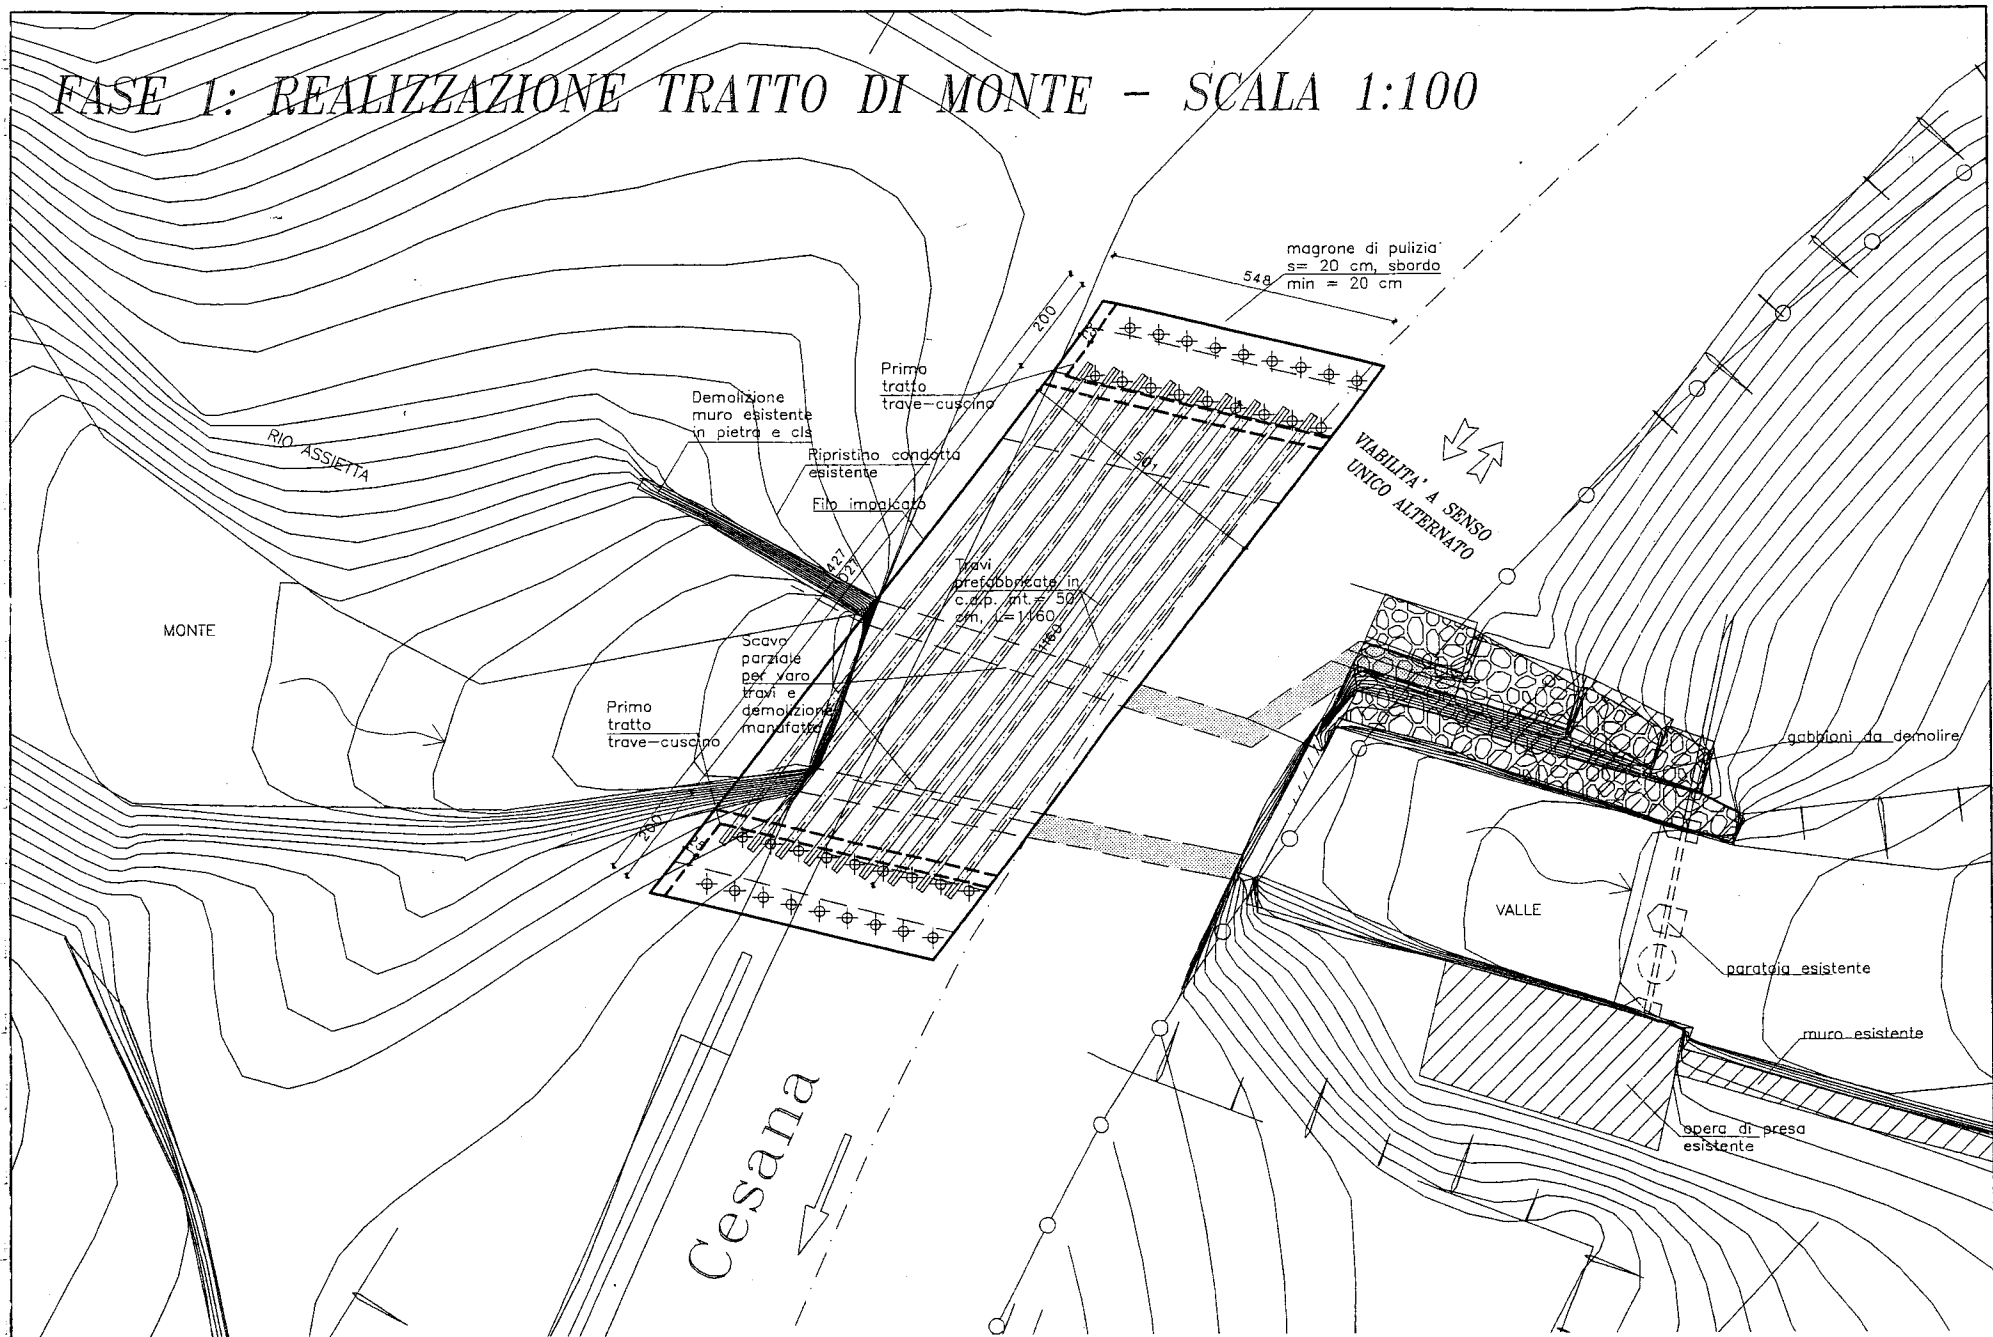 FASE 1: REALIZZAZIONE TRATTO DI MONTE - SCALA 1:100
magrone di pulizia
s= 20 cm, sbordo
min = 20 cm
548
200
Primo
tratto
trave-cuscino
Demolizione
muro esistente
in pietra e cls
RIO ASSIETTA
Ripristino condotta
esistente
Filo impalcato
501
VIABILITA' A SENSO
UNICO ALTERNATO
Travi
prefabbricate in
c.a.p. mt.= 50
cm, L=1160
1160
MONTE
Scavo
parziale
per varo
travi e
demolizione
manufatto
Primo
tratto
trave-cuscino
200
gabbioni da demolire
VALLE
paratoia esistente
muro esistente
opera di presa
esistente
Cesana